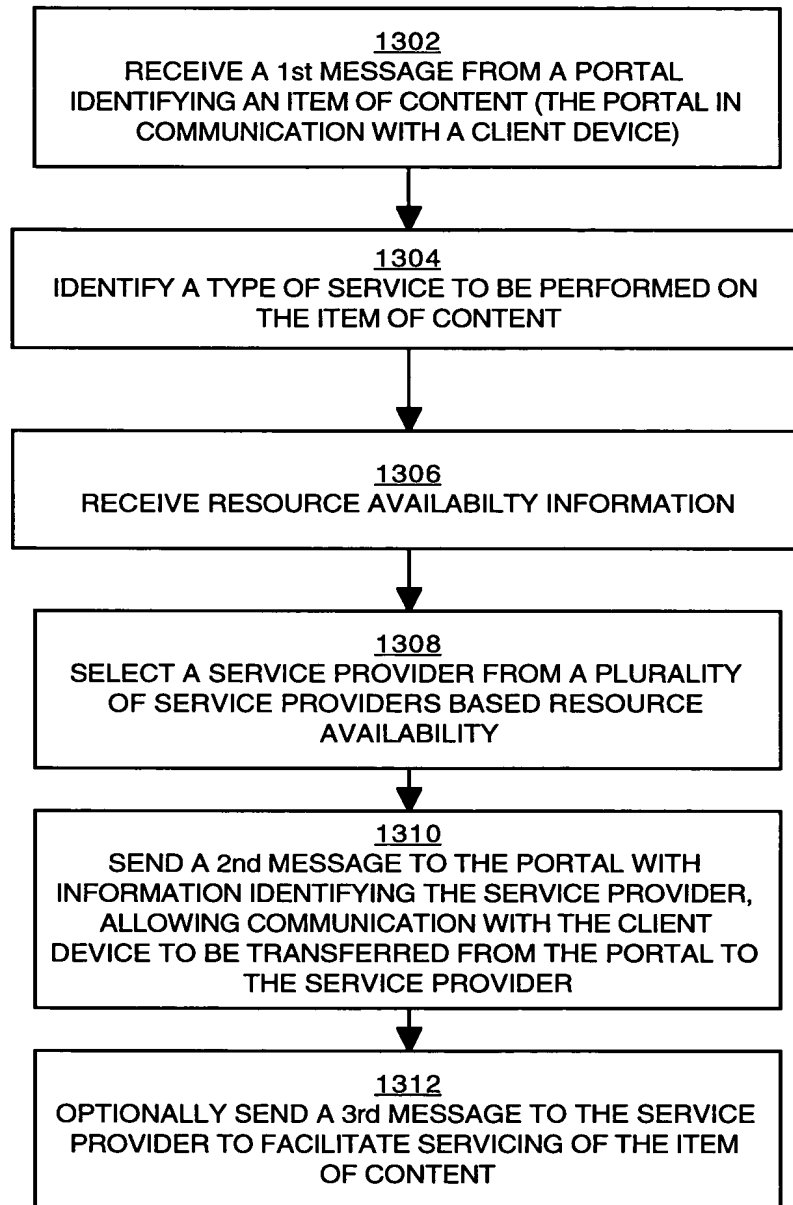 1302
RECEIVE A 1st MESSAGE FROM A PORTAL
IDENTIFYING AN ITEM OF CONTENT (THE PORTAL IN
COMMUNICATION WITH A CLIENT DEVICE)
1304
IDENTIFY A TYPE OF SERVICE TO BE PERFORMED ON
THE ITEM OF CONTENT
1306
RECEIVE RESOURCE AVAILABILTY INFORMATION
1308
SELECT A SERVICE PROVIDER FROM A PLURALITY
OF SERVICE PROVIDERS BASED RESOURCE
AVAILABILITY
1310
SEND A 2nd MESSAGE TO THE PORTAL WITH
INFORMATION IDENTIFYING THE SERVICE PROVIDER,
ALLOWING COMMUNICATION WITH THE CLIENT
DEVICE TO BE TRANSFERRED FROM THE PORTAL TO
THE SERVICE PROVIDER
1312
OPTIONALLY SEND A 3rd MESSAGE TO THE SERVICE
PROVIDER TO FACILITATE SERVICING OF THE ITEM
OF CONTENT